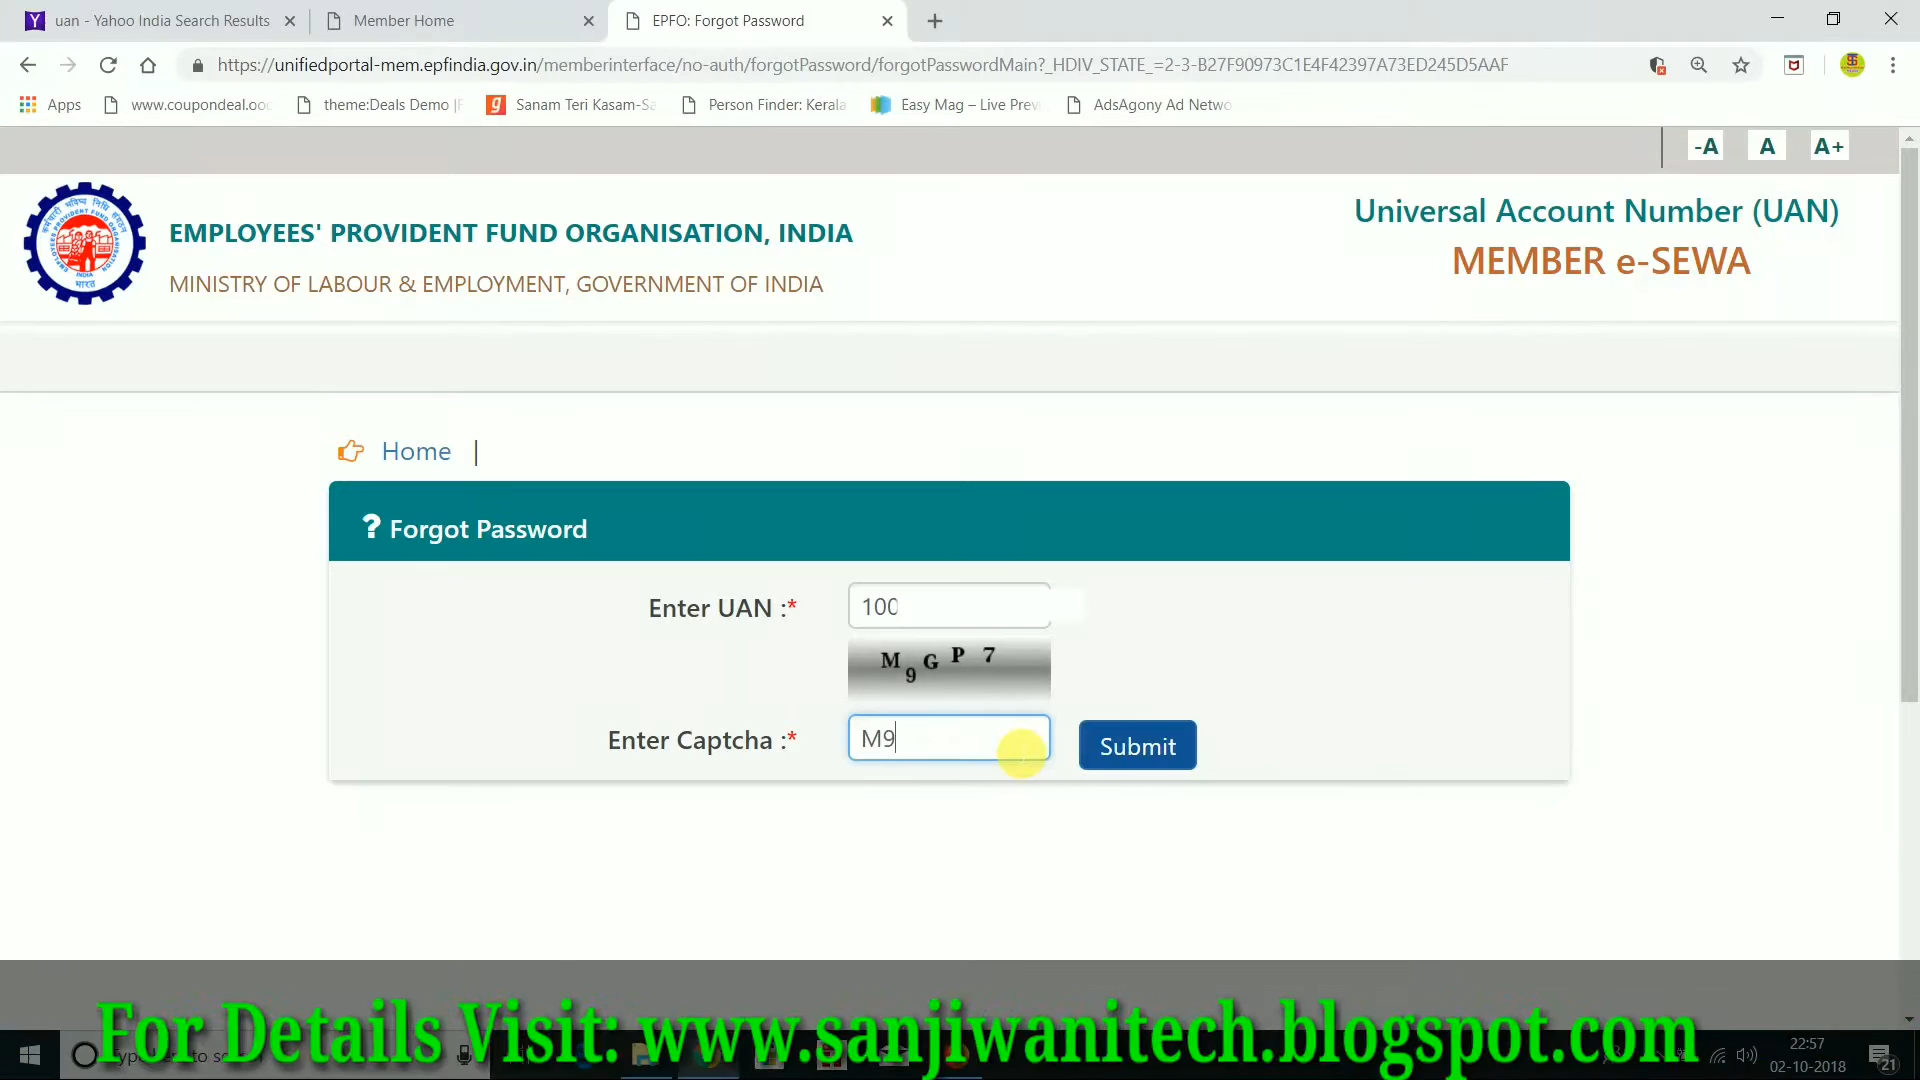 uan - Yahoo India Search Results
Member Home
EPFO: Forgot Password
https://unifiedportal-mem.epfindia.gov.in/memberinterface/no-auth/forgotPassword/forgotPasswordMain?_HDIV_STATE_=2-3-B27F90973C1E4F42397A73ED245D5AAF
Apps
www.coupondeal.
theme:Deals Demo
Sanam Teri Kasam-Sa
Person Finder: Kerala
Easy Mag – Live Prev
AdsAgony Ad Netwo
-A A A+
EMPLOYEES' PROVIDENT FUND ORGANISATION, INDIA
MINISTRY OF LABOUR & EMPLOYMENT, GOVERNMENT OF INDIA
Universal Account Number (UAN)
MEMBER e-SEWA
Home |
? Forgot Password
Enter UAN :* 100
M 9 G P 7
Enter Captcha :* M9
Submit
For Details Visit: www.sanjiwanitech.blogspot.com
22:57
02-10-2018
21